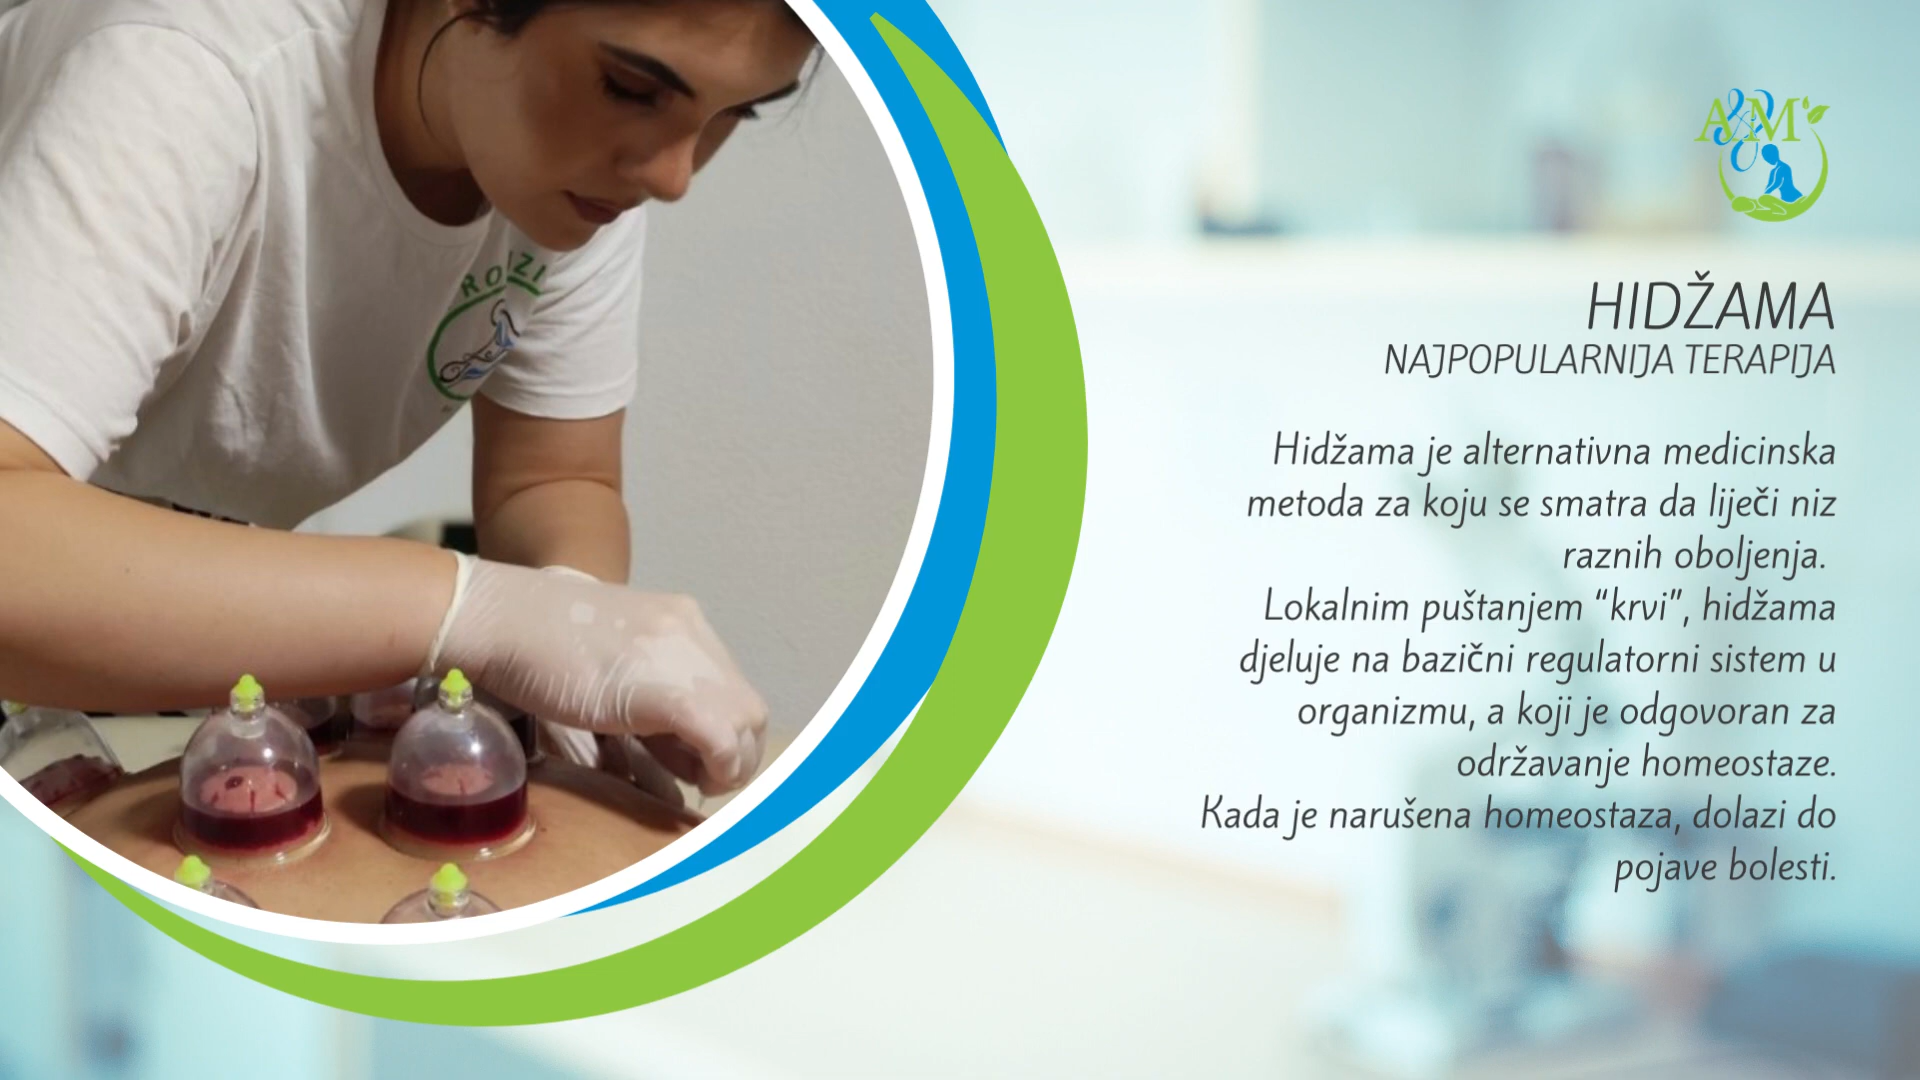 A&M
HIDŽAMA
NAJPOPULARNIJA TERAPIJA
Hidžama je alternativna medicinska
metoda za koju se smatra da liječi niz
raznih oboljenja.
Lokalnim puštanjem “krvi”, hidžama
djeluje na bazični regulatorni sistem u
organizmu, a koji je odgovoran za
održavanje homeostaze.
Kada je narušena homeostaza, dolazi do
pojave bolesti.